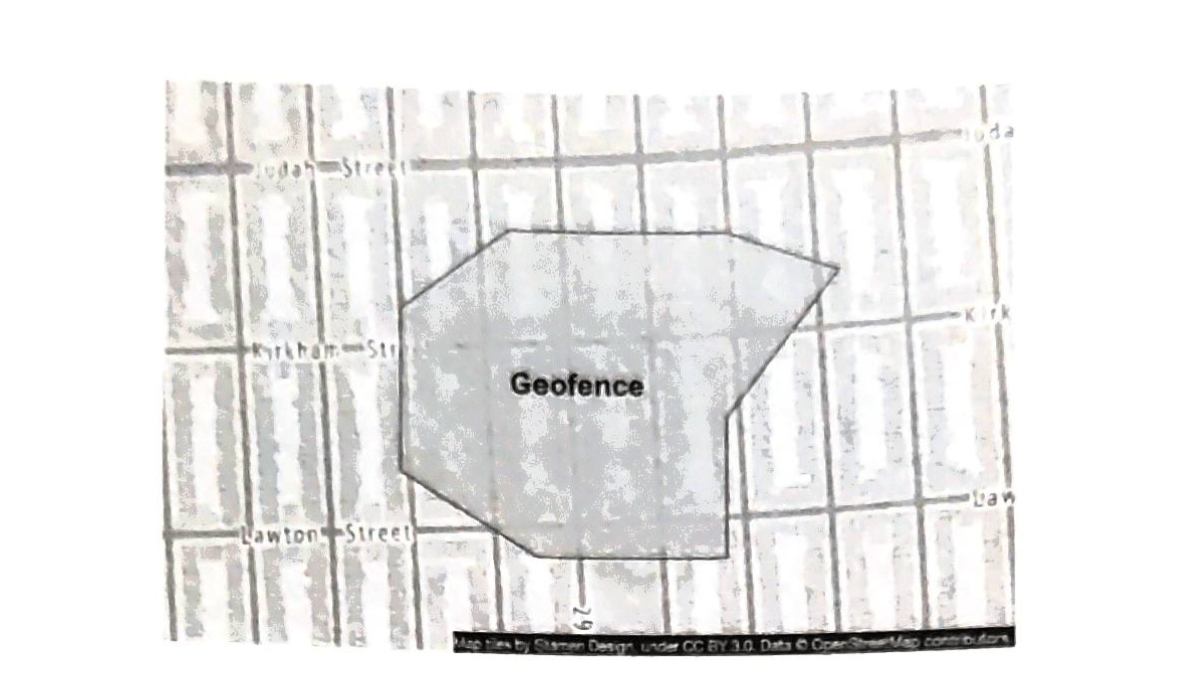 Juda
Judah Street
Kirk
Kirkham Str
Geofence
Law
Lawton Street
29
Map tiles by Stamen Design, under CC BY 3.0. Data © OpenStreetMap contributors.